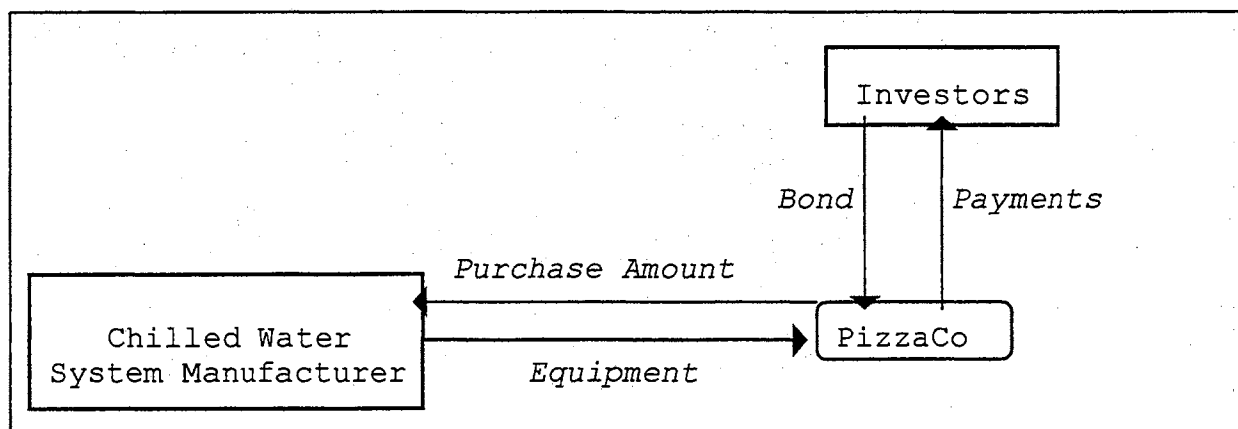 Investors
Bond
Payments
Purchase Amount
Chilled Water
System Manufacturer
PizzaCo
Equipment